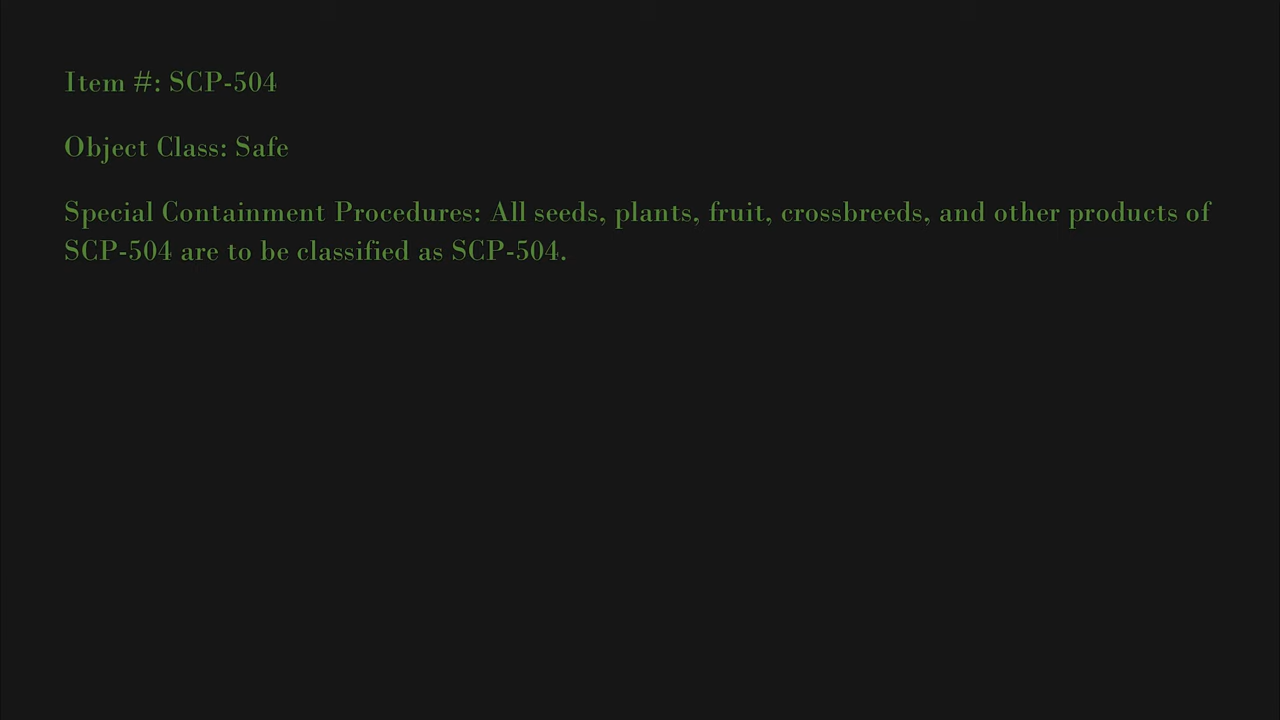 Item #: SCP-504
Object Class: Safe
Special Containment Procedures: All seeds, plants, fruit, crossbreeds, and other products of
SCP-504 are to be classified as SCP-504.